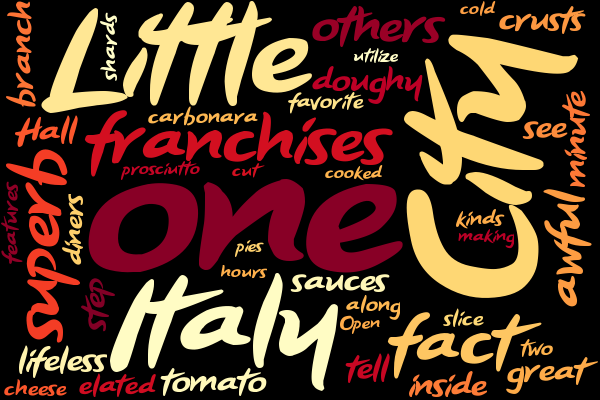 branch
shards
Little
others
cold
crusts
utilize
doughy
favorite
City
carbonara
Hall
franchises
see
minute
prosciutto
cut
cooked
superb
features
diners
one
kinds
making
awful
pies
hours
sauces
step
Italy
along
Open
slice
fact
two
lifeless
tell
great
cheese
elated
tomato
inside